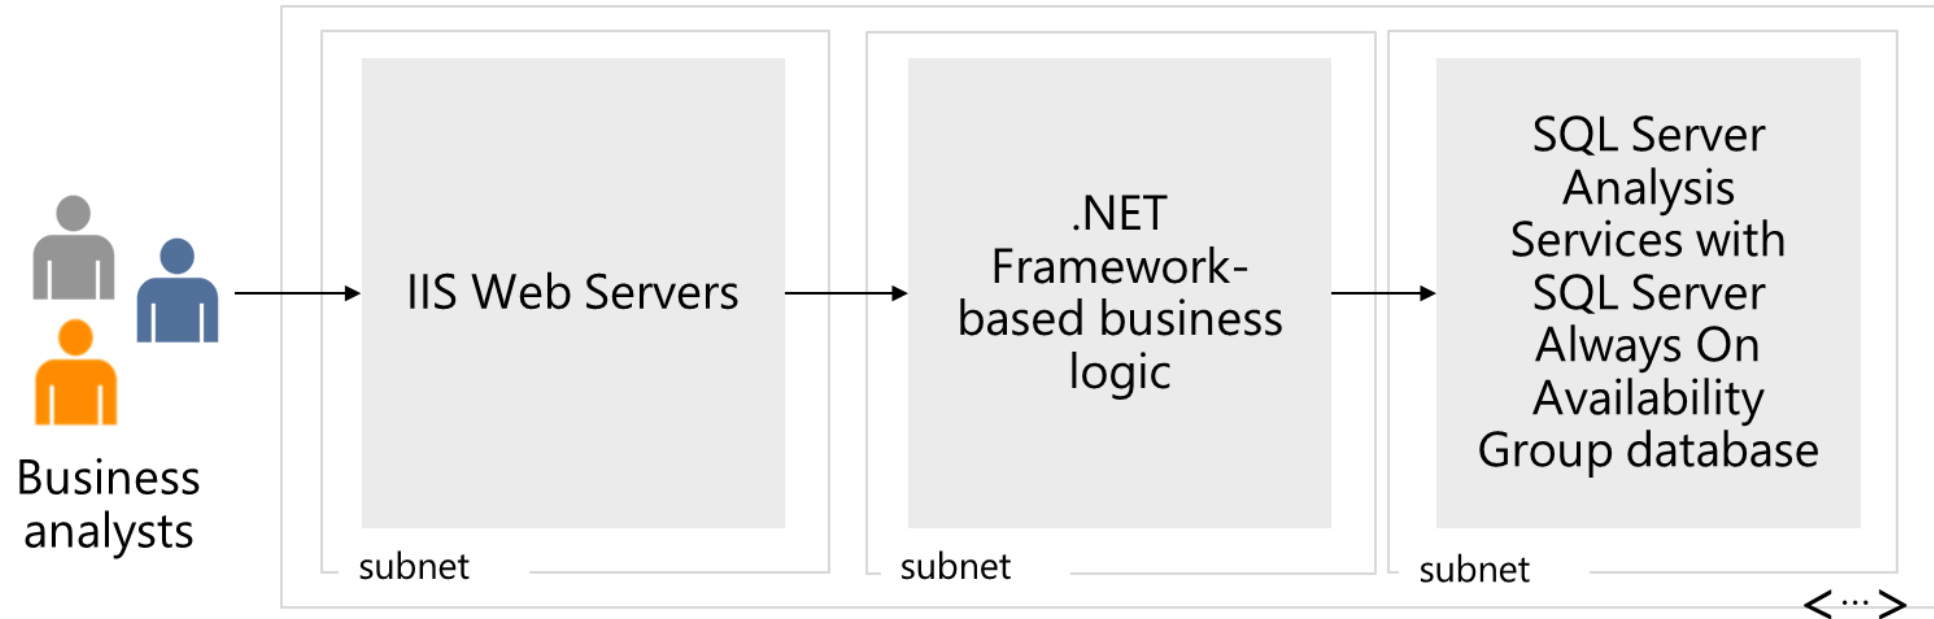 Business
analysts
IIS Web Servers
subnet
.NET
Framework-
based business
logic
subnet
SQL Server
Analysis
Services with
SQL Server
Always On
Availability
Group database
subnet
<...>